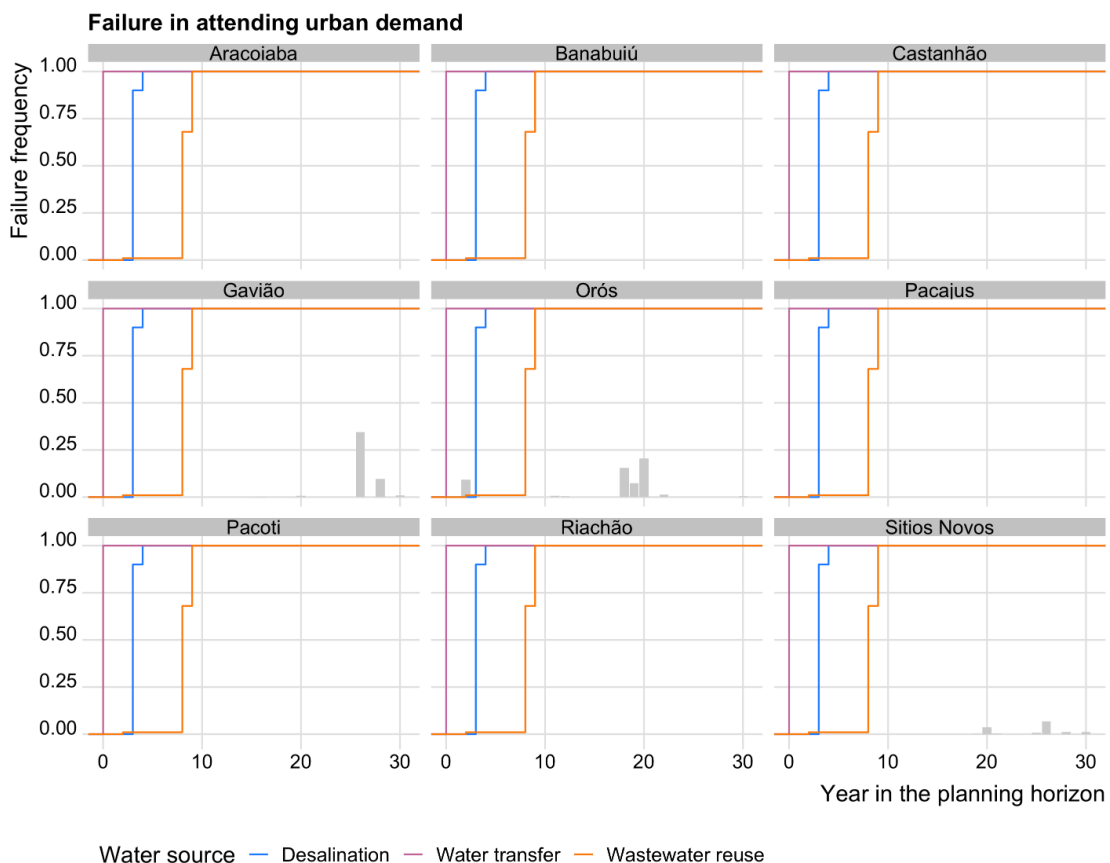 Failure in attending urban demand
Aracoiaba Banabuiú Castanhão
Failure frequency
1.00
0.75
0.50
0.25
0.00
Gavião Orós Pacajus
1.00
0.75
0.50
0.25
0.00
Pacoti Riachão Sitios Novos
1.00
0.75
0.50
0.25
0.00
0 10 20 30 0 10 20 30 0 10 20 30
Year in the planning horizon
Water source Desalination Water transfer Wastewater reuse